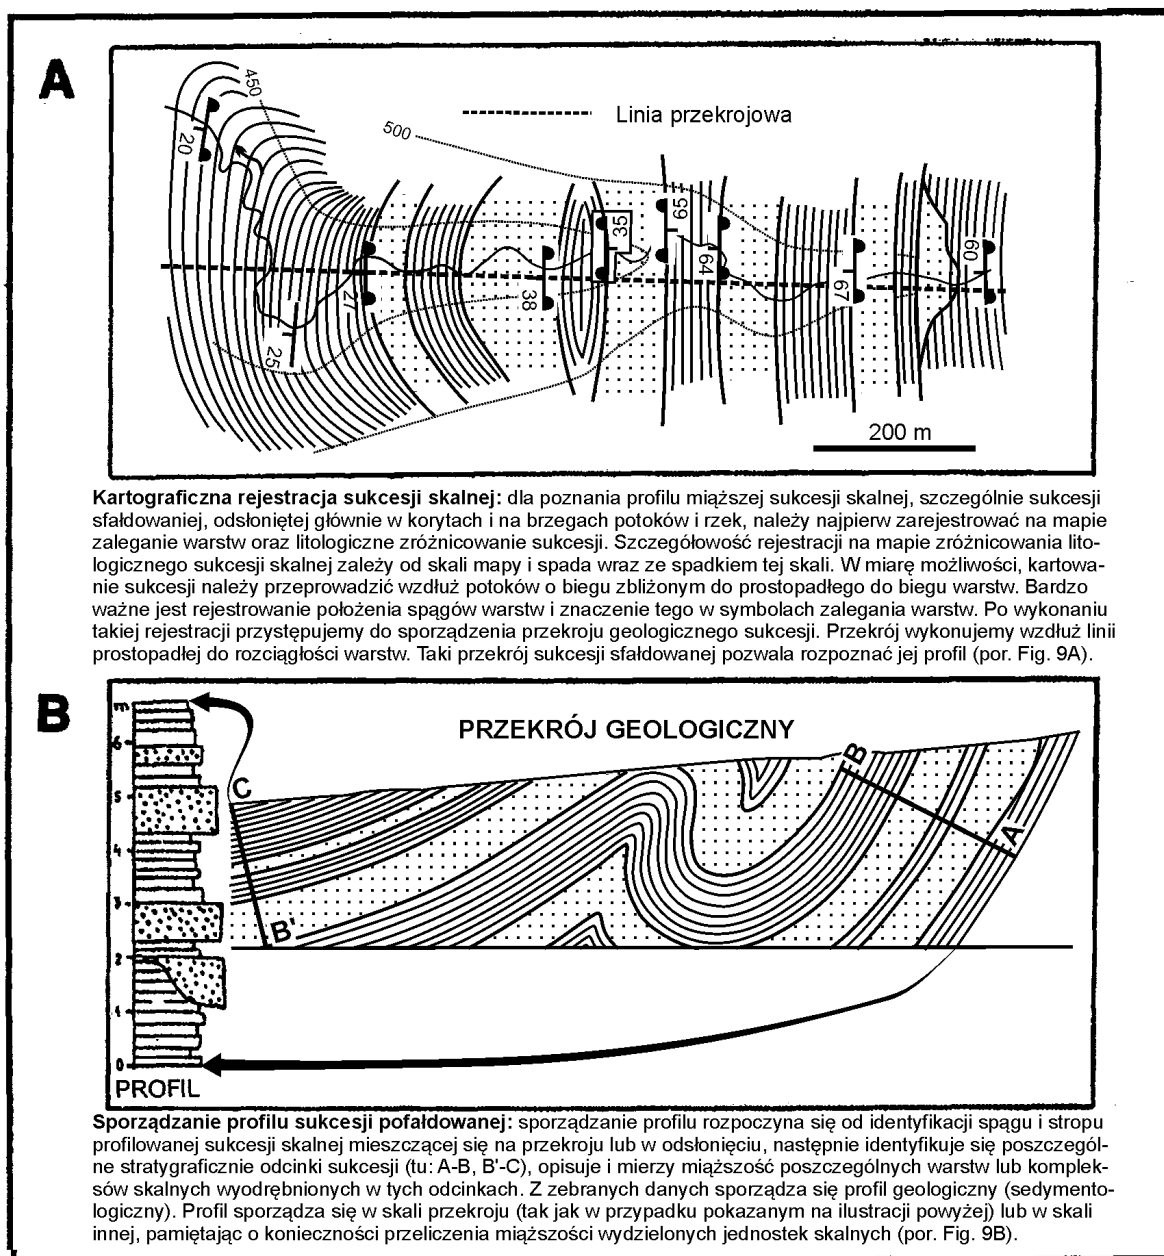 A
450
500
Linia przekrojowa
20
35
65
64
60
67
27
38
25
200 m
Kartograficzna rejestracja sukcesji skalnej: dla poznania profilu miąższej sukcesji skalnej, szczególnie sukcesji
sfałdowaniej, odsłoniętej głównie w korytach i na brzegach potoków i rzek, należy najpierw zarejestrować na mapie
zaleganie warstw oraz litologiczne zróżnicowanie sukcesji. Szczegółowość rejestracji na mapie zróżnicowania lito-
logicznego sukcesji skalnej zależy od skali mapy i spada wraz ze spadkiem tej skali. W miarę możliwości, kartowa-
nie sukcesji należy przeprowadzić wzdłuż potoków o biegu zbliżonym do prostopadłego do biegu warstw. Bardzo
ważne jest rejestrowanie położenia spągów warstw i znaczenie tego w symbolach zalegania warstw. Po wykonaniu
takiej rejestracji przystępujemy do sporządzenia przekroju geologicznego sukcesji. Przekrój wykonujemy wzdłuż linii
prostopadłej do rozciągłości warstw. Taki przekrój sukcesji sfałdowanej pozwala rozpoznać jej profil (por. Fig. 9A).
B
PRZEKRÓJ GEOLOGICZNY
m
6
5
4
3
2
1
0
C
B
A
B'
PROFIL
Sporządzanie profilu sukcesji pofałdowanej: sporządzanie profilu rozpoczyna się od identyfikacji spągu i stropu
profilowanej sukcesji skalnej mieszczącej się na przekroju lub w odsłonięciu, następnie identyfikuje się poszczegól-
ne stratygraficznie odcinki sukcesji (tu: A-B, B'-C), opisuje i mierzy miąższość poszczególnych warstw lub komplek-
sów skalnych wyodrębnionych w tych odcinkach. Z zebranych danych sporządza się profil geologiczny (sedymento-
logiczny). Profil sporządza się w skali przekroju (tak jak w przypadku pokazanym na ilustracji powyżej) lub w skali
innej, pamiętając o konieczności przeliczenia miąższości wydzielonych jednostek skalnych (por. Fig. 9B).